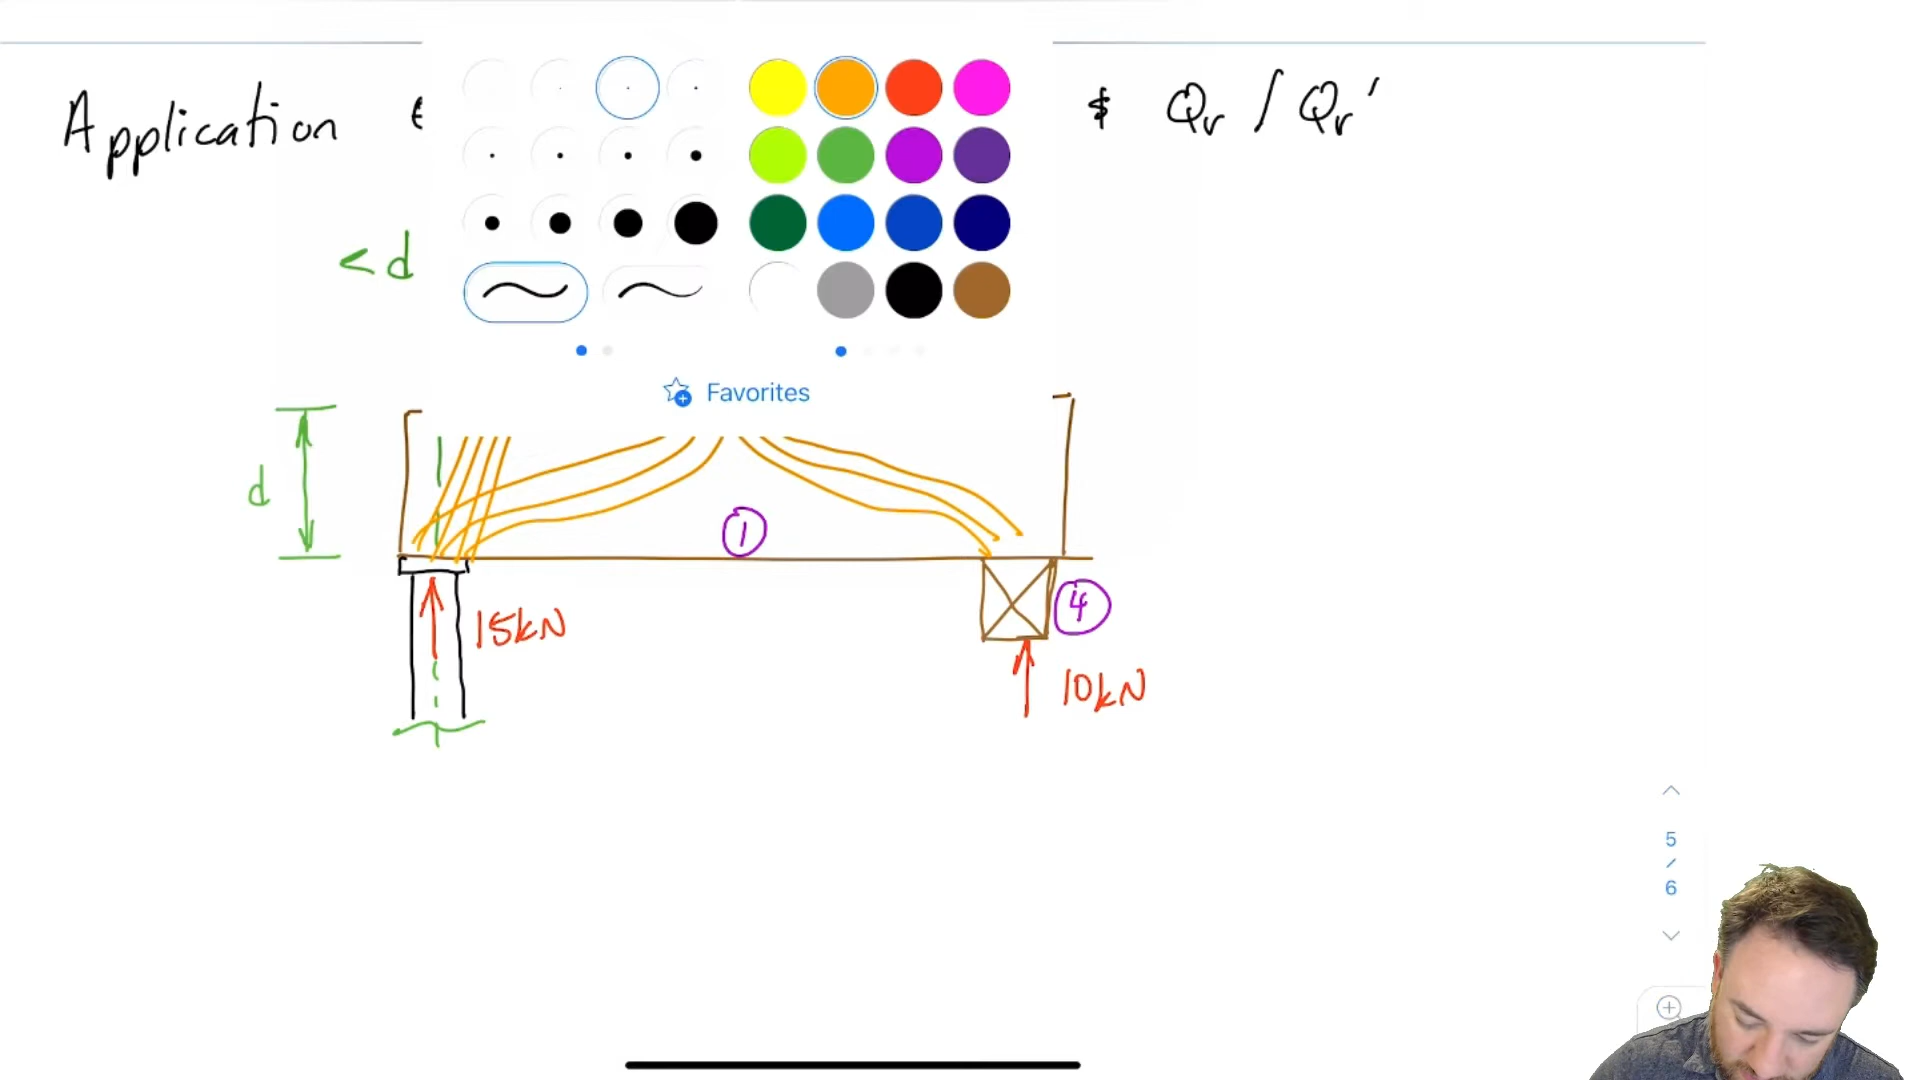 Application
$ Qr / Qr'
< d
Favorites
d
1
15kN
4
10kN
5
/
6